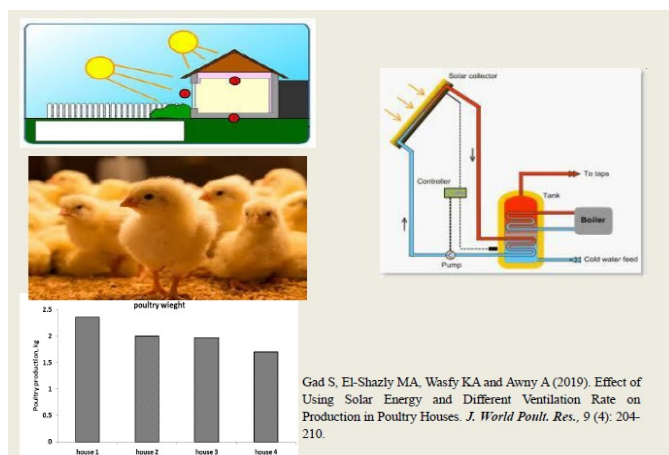 Solar collector
To taps
Controller
Tank
Boiler
Pump
Cold water feed
poultry wieght
Poultry production, kg
2.5
2
1.5
1
0.5
0
house 1
house 2
house 3
house 4
Gad S, El-Shazly MA, Wasfy KA and Awny A (2019). Effect of
Using Solar Energy and Different Ventilation Rate on
Production in Poultry Houses. J. World Poult. Res., 9 (4): 204-
210.